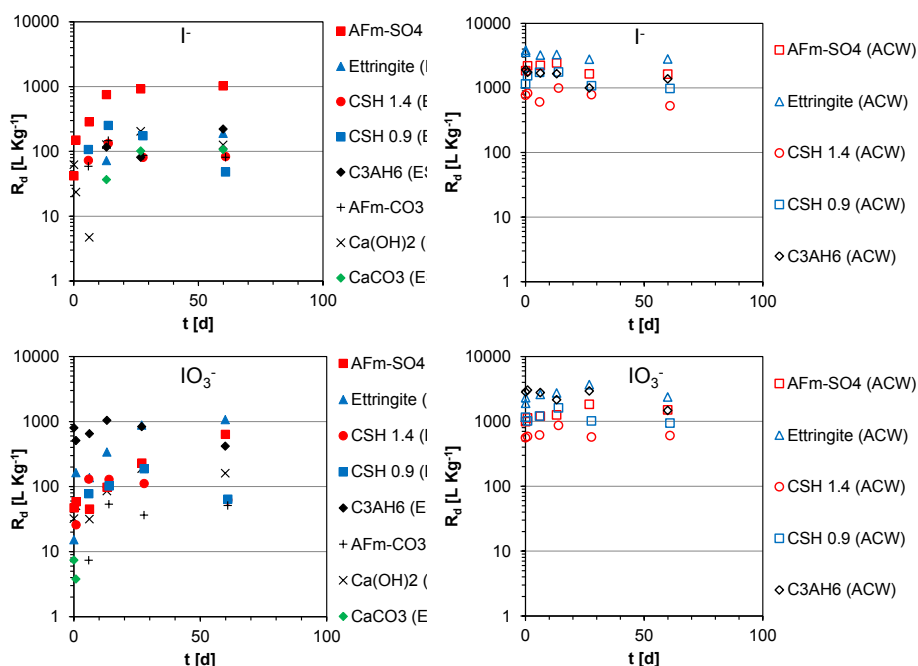 I-
R_d [L Kg-1]
10000
1000
100
10
1
0
50
100
t [d]
AFm-SO4
Ettringite (I
CSH 1.4 (E
CSH 0.9 (E
C3AH6 (ES
AFm-CO3
Ca(OH)2 (
CaCO3 (E
I-
R_d [L Kg-1]
10000
1000
100
10
1
0
50
100
t [d]
AFm-SO4 (ACW)
Ettringite (ACW)
CSH 1.4 (ACW)
CSH 0.9 (ACW)
C3AH6 (ACW)
IO3-
R_d [L Kg-1]
10000
1000
100
10
1
0
50
100
t [d]
AFm-SO4
Ettringite (
CSH 1.4 (I
CSH 0.9 (I
C3AH6 (E
AFm-CO3
Ca(OH)2 (
CaCO3 (E
IO3-
R_d [L Kg-1]
10000
1000
100
10
1
0
50
100
t [d]
AFm-SO4 (ACW)
Ettringite (ACW)
CSH 1.4 (ACW)
CSH 0.9 (ACW)
C3AH6 (ACW)